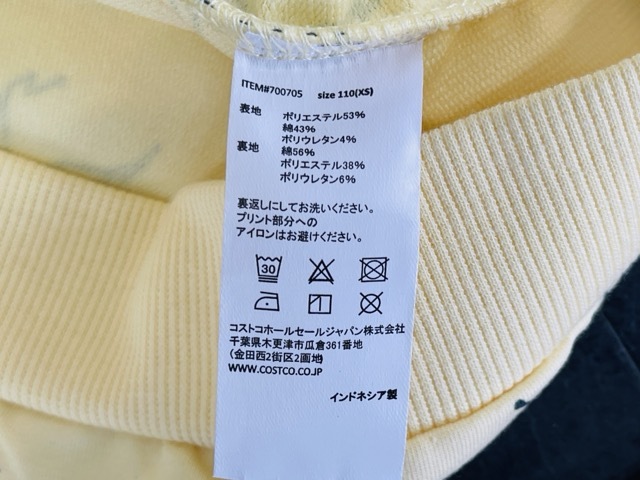 ITEM#700705 size 110(XS)
表地 ポリエステル53%
綿43%
ポリウレタン4%
裏地 綿56%
ポリエステル38%
ポリウレタン6%
裏返しにしてお洗いください。
プリント部分への
アイロンはお避けください。
30
コストコホールセールジャパン株式会社
千葉県木更津市瓜倉361番地
(金田西2街区2画地)
WWW.COSTCO.CO.JP
インドネシア製